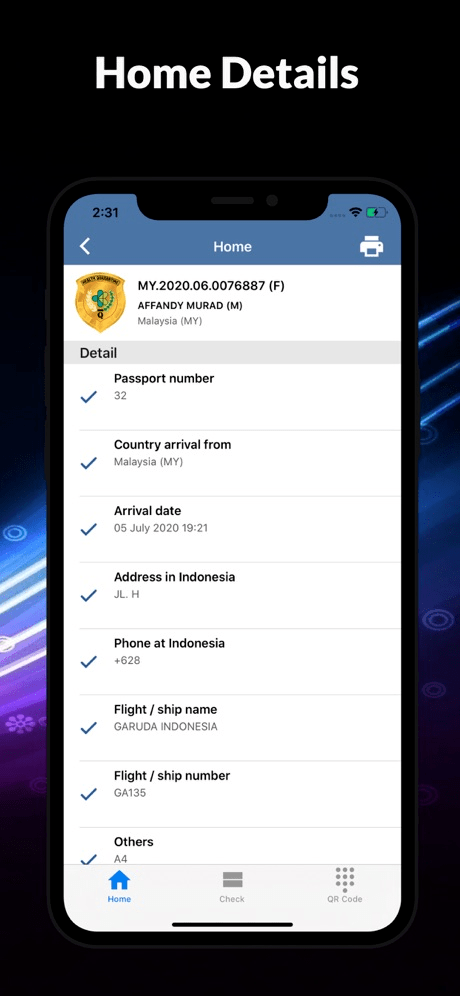 Home Details
2:31
Home
MY.2020.06.0076887 (F)
AFFANDY MURAD (M)
Malaysia (MY)
Detail
Passport number
32
Country arrival from
Malaysia (MY)
Arrival date
05 July 2020 19:21
Address in Indonesia
JL. H
Phone at Indonesia
+628
Flight / ship name
GARUDA INDONESIA
Flight / ship number
GA135
Others
A4
Home
Check
QR Code